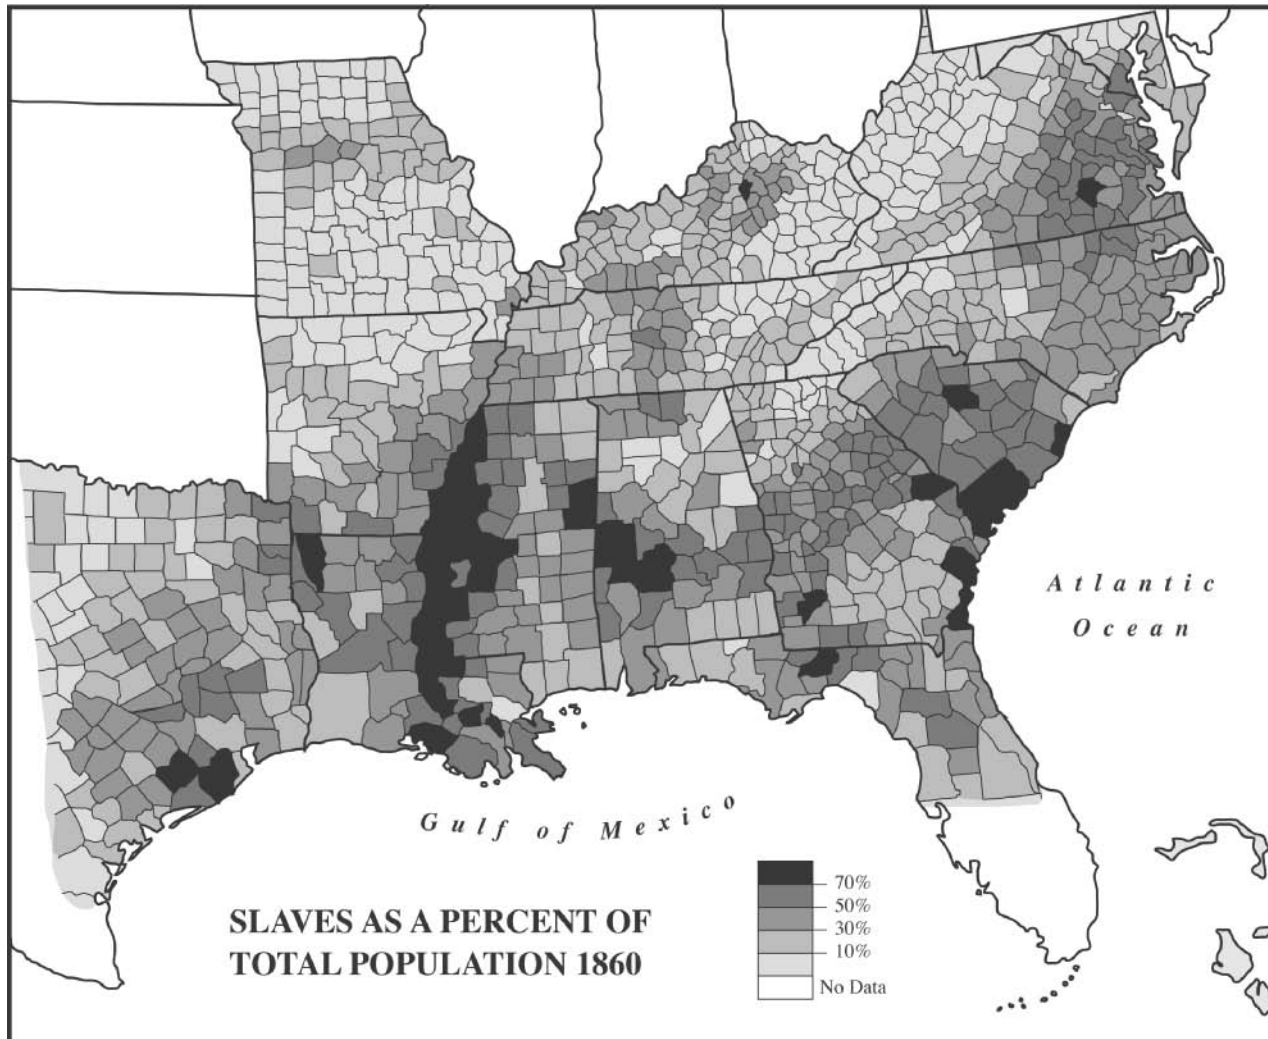 Atlantic
Ocean
Gulf of Mexico
SLAVES AS A PERCENT OF
TOTAL POPULATION 1860
70%
50%
30%
10%
No Data